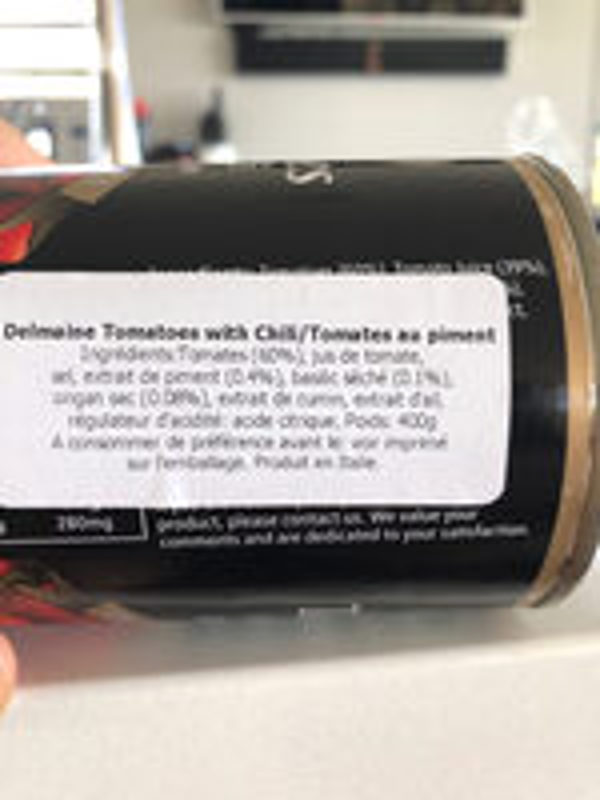 Tomato Juice (39%),
Delmaine Tomatoes with Chili/Tomates au piment
Ingrédients: Tomates (60%), jus de tomate,
sel, extrait de piment (0.4%), basilic séché (0.1%),
origan sec (0.08%), extrait de cumin, extrait d'ail,
régulateur d'acidité: acide citrique. Poids: 400g
A consommer de préférence avant le: voir imprimé
sur l'emballage. Produit en Italie.
280mg
product, please contact us. We value your
comments and are dedicated to your satisfaction.